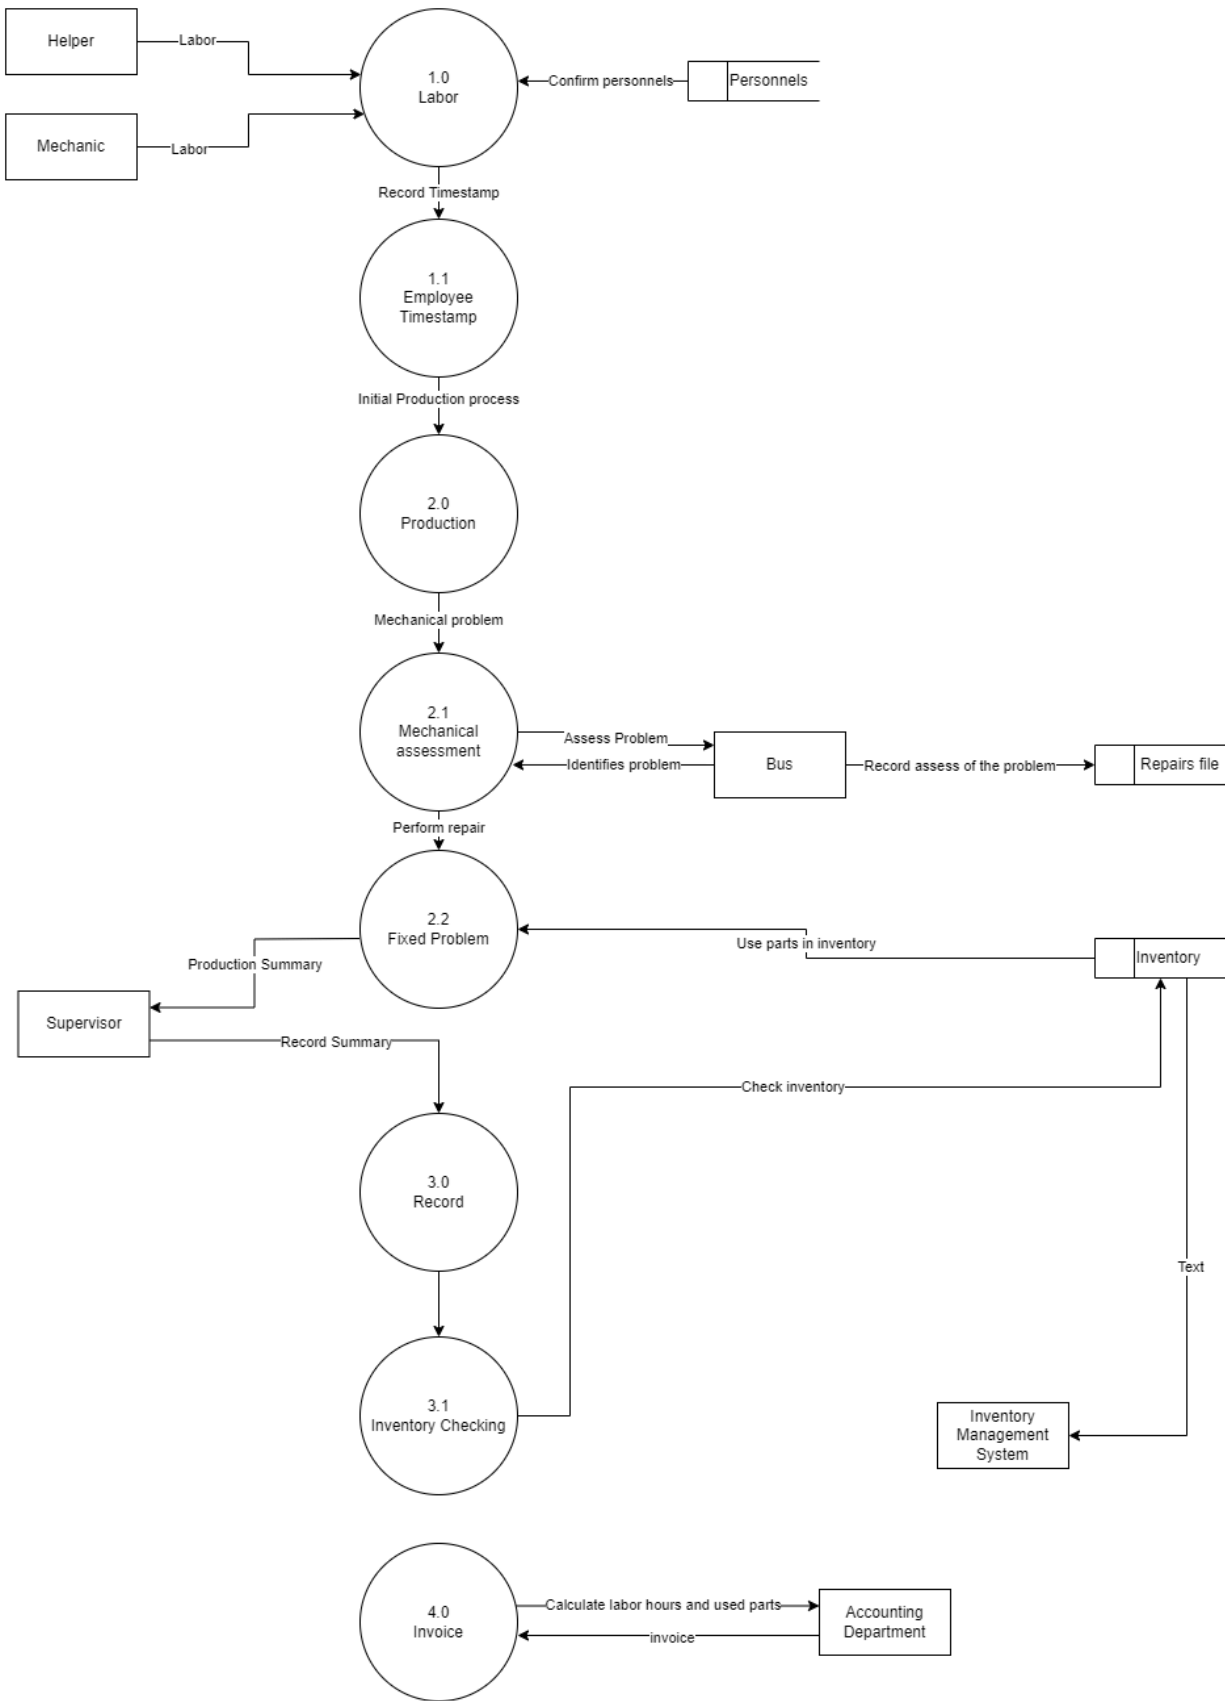 Helper
Labor
1.0
Labor
Confirm personnels
Personnels
Mechanic
Labor
Record Timestamp
1.1
Employee
Timestamp
Initial Production process
2.0
Production
Mechanical problem
2.1
Mechanical
assessment
Assess Problem
Identifies problem
Bus
Record assess of the problem
Repairs file
Perform repair
2.2
Fixed Problem
Use parts in inventory
Inventory
Production Summary
Supervisor
Record Summary
Check inventory
3.0
Record
Text
3.1
Inventory Checking
Inventory
Management
System
4.0
Invoice
Calculate labor hours and used parts
invoice
Accounting
Department